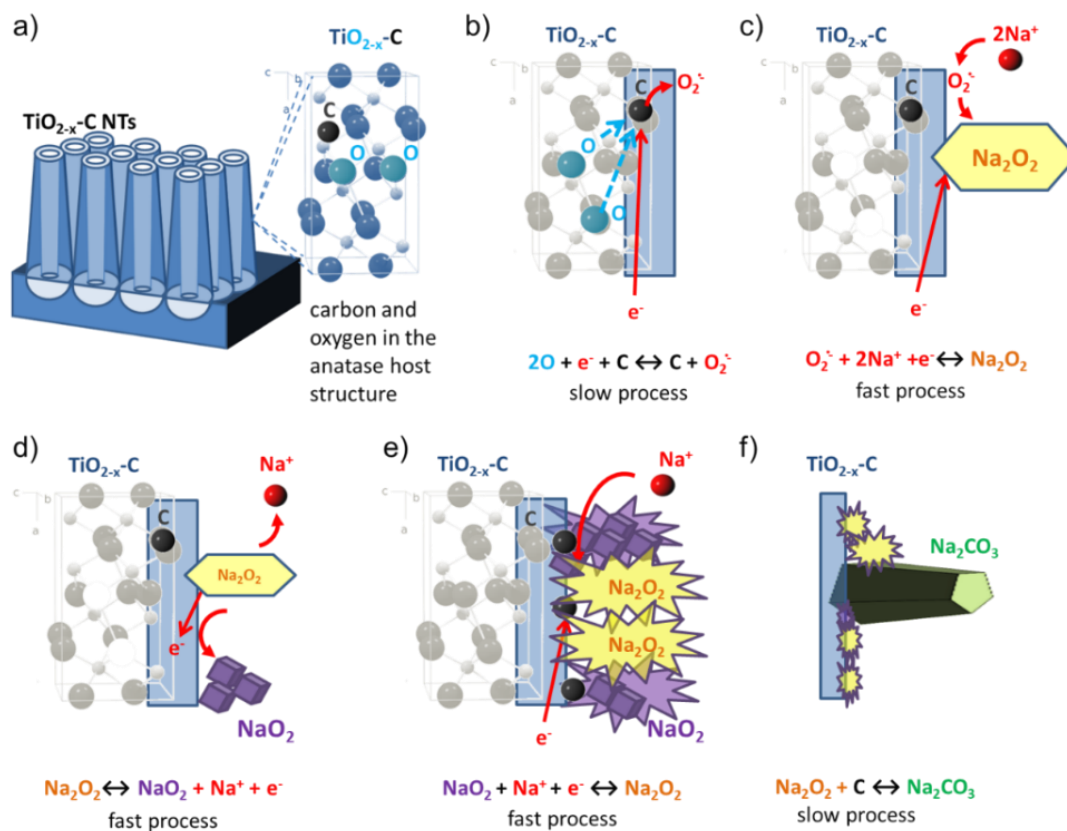 a)
TiO2-x-C
TiO2-x-C NTs
c
b
a
C
O
O
carbon and
oxygen in the
anatase host
structure
b)
TiO2-x-C
c
b
a
C
O2•-
O
O
e-
2O + e- + C ↔ C + O2•-
slow process
c)
TiO2-x-C
c
b
a
C
2Na+
O2•-
Na2O2
e-
O2•- + 2Na+ +e- ↔ Na2O2
fast process
d)
TiO2-x-C
c
b
a
C
Na+
Na2O2
e-
NaO2
Na2O2 ↔ NaO2 + Na+ + e-
fast process
e)
TiO2-x-C
c
b
a
C
Na+
Na2O2
Na2O2
NaO2
e-
NaO2 + Na+ + e- ↔ Na2O2
fast process
f)
TiO2-x-C
Na2CO3
Na2O2 + C ↔ Na2CO3
slow process